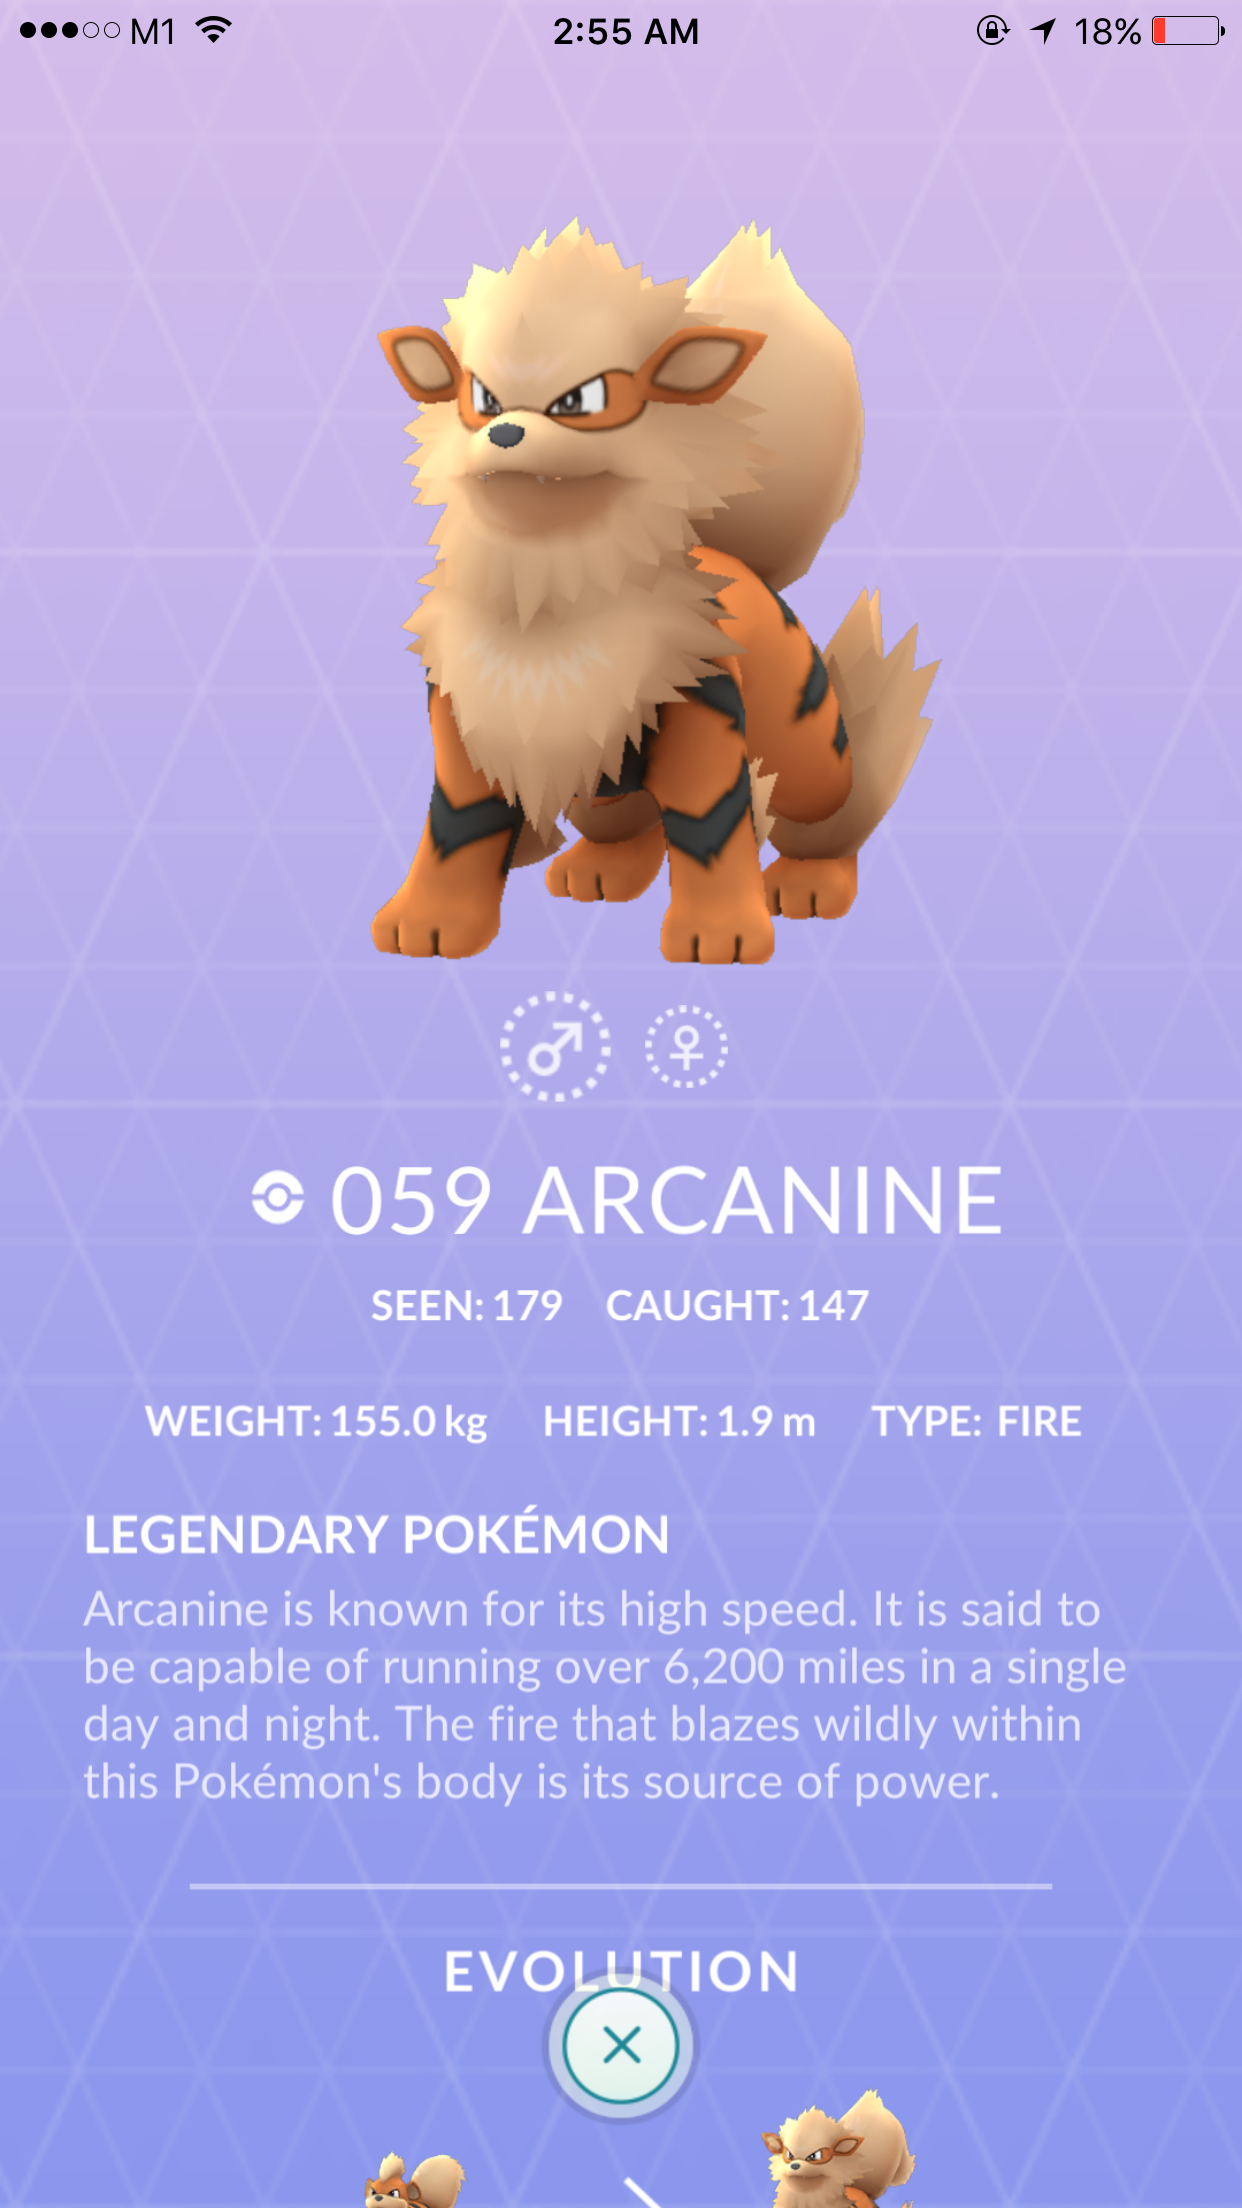 M1 2:55 AM 18%
059 ARCANINE
SEEN: 179 CAUGHT: 147
WEIGHT: 155.0 kg HEIGHT: 1.9 m TYPE: FIRE
LEGENDARY POKÉMON
Arcanine is known for its high speed. It is said to
be capable of running over 6,200 miles in a single
day and night. The fire that blazes wildly within
this Pokémon's body is its source of power.
EVOLUTION